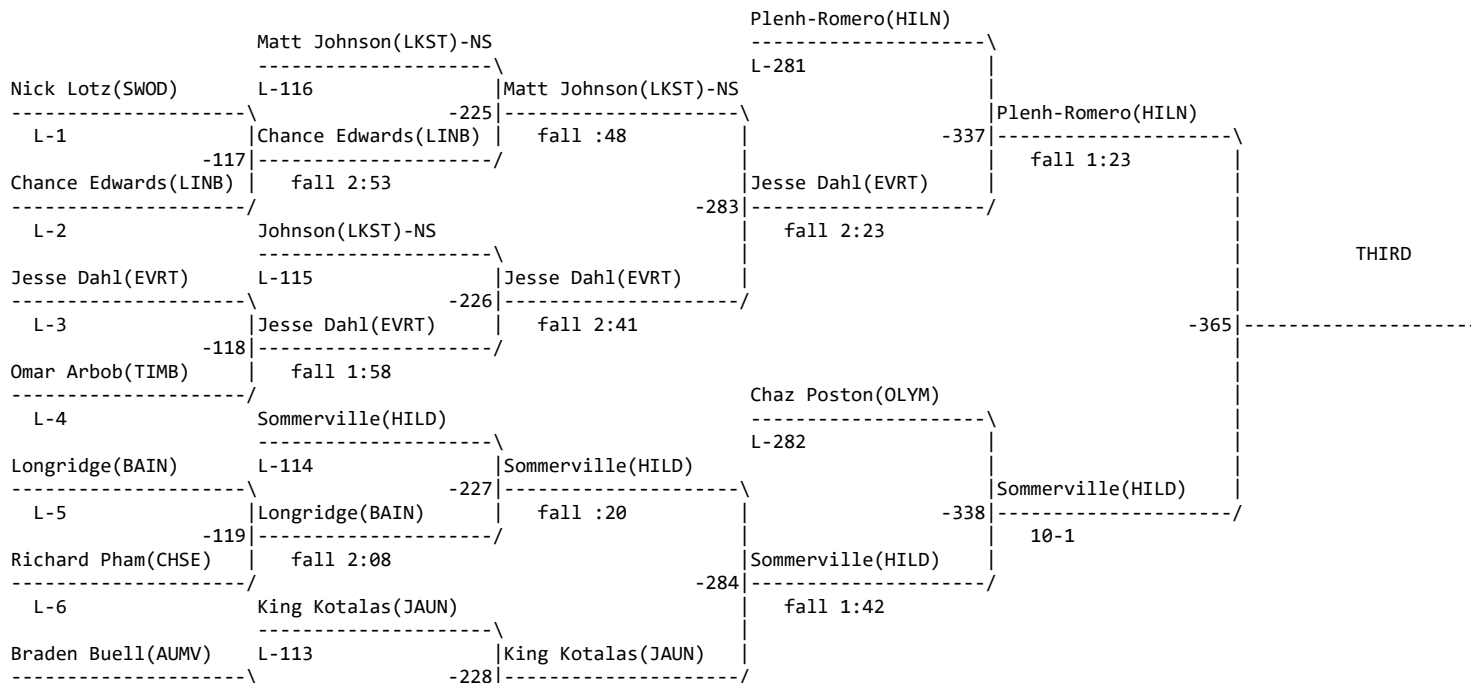 Plenh-Romero(HILN)
                      Matt Johnson(LKST)-NS                        ---------------------\
                      ---------------------\                       L-281                |
Nick Lotz(SWOD)       L-116                |Matt Johnson(LKST)-NS                       |
---------------------\                 -225|---------------------\                      |Plenh-Romero(HILN)
  L-1                |Chance Edwards(LINB) |   fall :48          |                  -337|---------------------\
                 -117|---------------------/                     |                      |   fall 1:23         |
Chance Edwards(LINB) |   fall 2:53                               |Jesse Dahl(EVRT)      |                     |
---------------------/                                       -283|---------------------/                      |
  L-2                 Johnson(LKST)-NS                           |   fall 2:23                                |
                      ---------------------\                     |                                            |          THIRD
Jesse Dahl(EVRT)      L-115                |Jesse Dahl(EVRT)     |                                            |
---------------------\                 -226|---------------------/                                            |
  L-3                |Jesse Dahl(EVRT)     |   fall 2:41                                                  -365|---------------------
                 -118|---------------------/                                                                  |
Omar Arbob(TIMB)     |   fall 1:58                                                                            |
---------------------/                                             Chaz Poston(OLYM)                          |
  L-4                 Sommerville(HILD)                            ---------------------\                     |
                      ---------------------\                       L-282                |                     |
Longridge(BAIN)       L-114                |Sommerville(HILD)                           |                     |
---------------------\                 -227|---------------------\                      |Sommerville(HILD)    |
  L-5                |Longridge(BAIN)      |   fall :20          |                  -338|---------------------/
                 -119|---------------------/                     |                      |   10-1
Richard Pham(CHSE)   |   fall 2:08                               |Sommerville(HILD)     |
---------------------/                                       -284|---------------------/
  L-6                 King Kotalas(JAUN)                         |   fall 1:42
                      ---------------------\                     |
Braden Buell(AUMV)    L-113                |King Kotalas(JAUN)   |
---------------------\                 -228|---------------------/